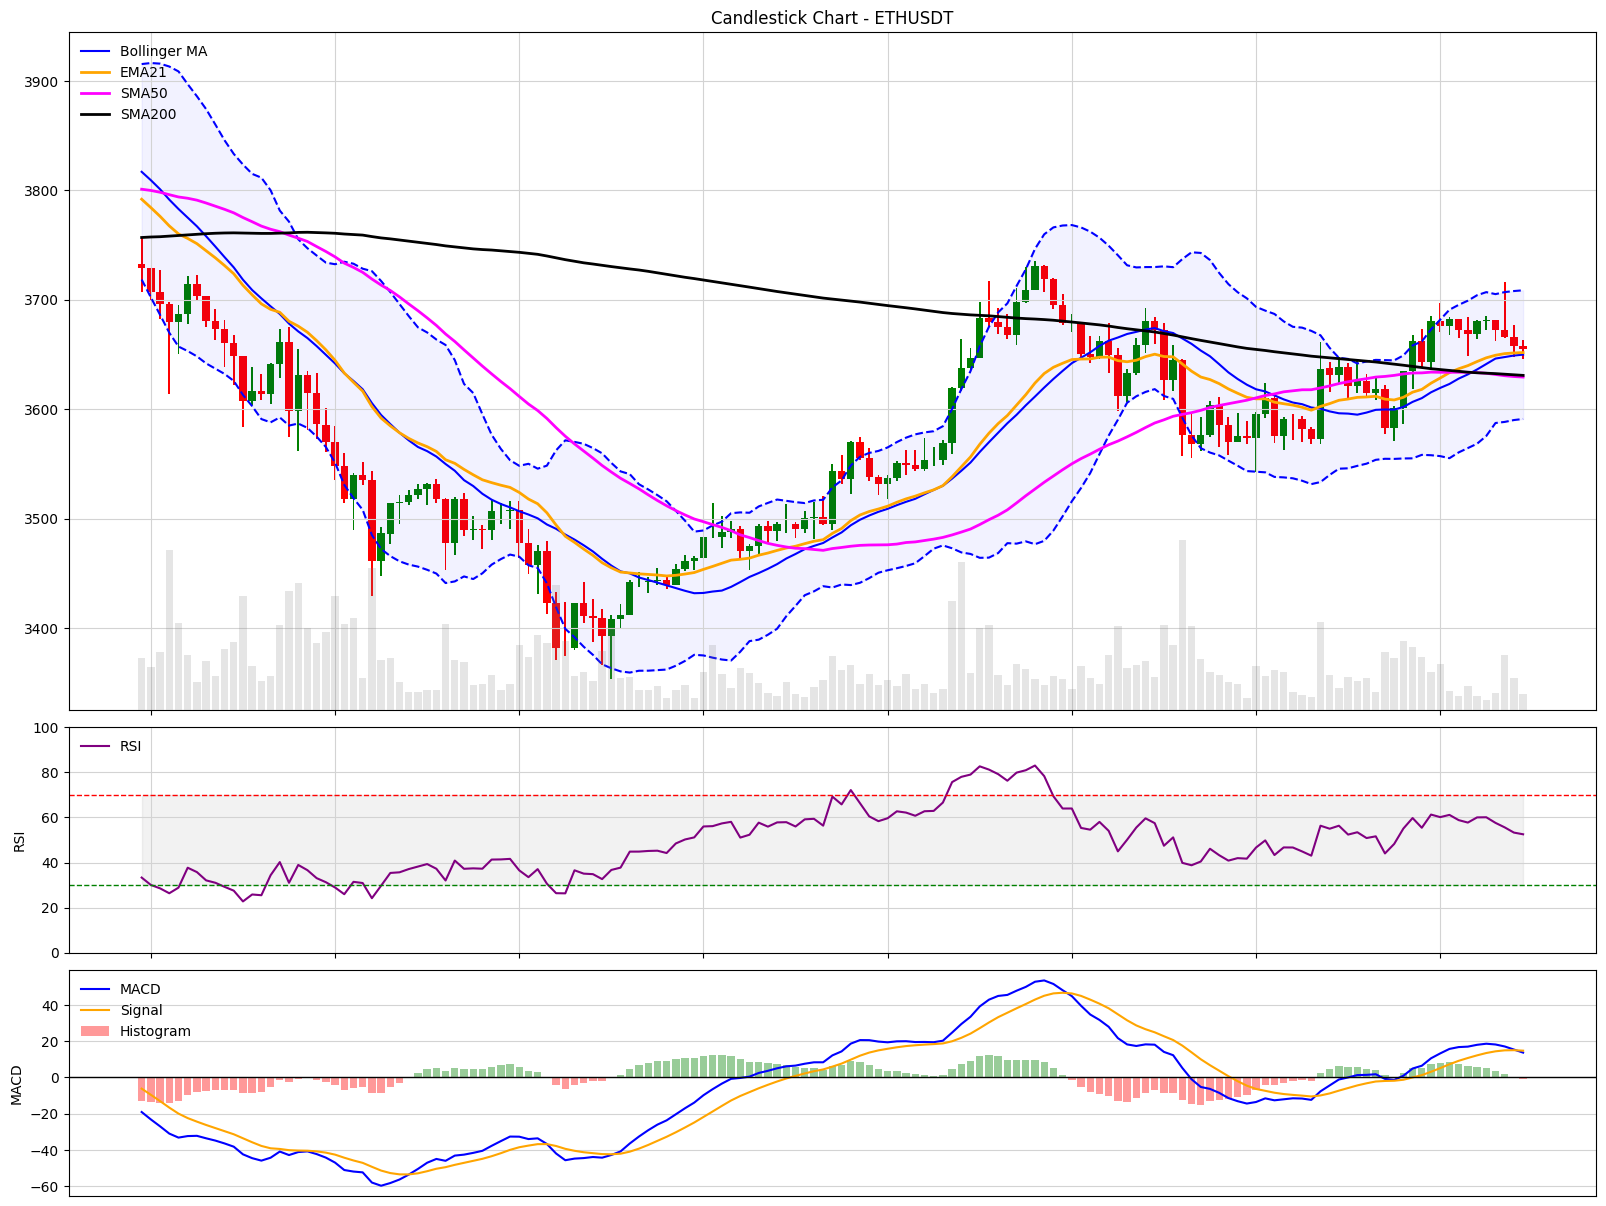 Candlestick Chart - ETHUSDT
Bollinger MA
EMA21
SMA50
SMA200
3900
3800
3700
3600
3500
3400
RSI
100
80
60
40
20
0
RSI
MACD
Signal
Histogram
40
20
0
−20
−40
−60
MACD